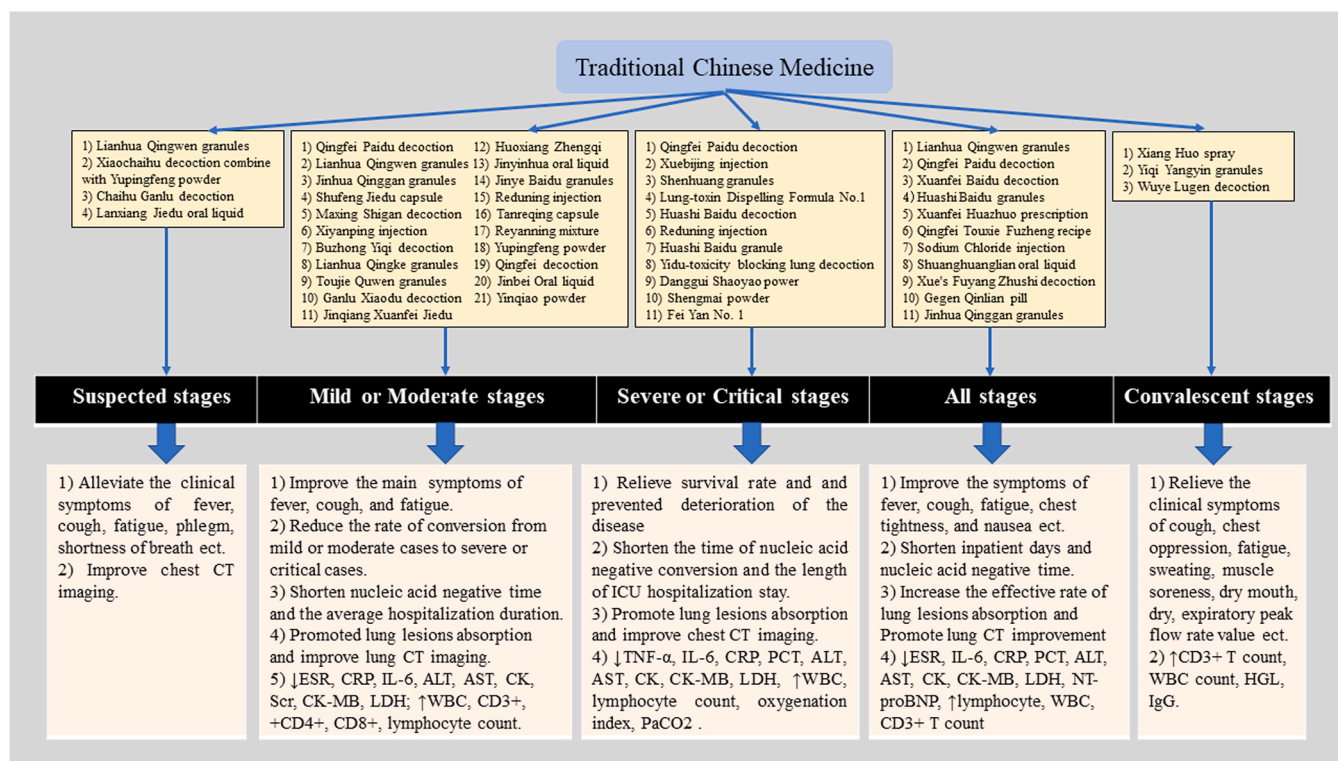 Traditional Chinese Medicine
1) Lianhua Qingwen granules
2) Xiaochaihu decoction combine
with Yupingfeng powder
3) Chaihu Ganlu decoction
4) Lanxiang Jiedu oral liquid
1) Qingfei Paidu decoction
2) Lianhua Qingwen granules
3) Jinhua Qinggan granules
4) Shufeng Jiedu capsule
5) Maxing Shigan decoction
6) Xiyanping injection
7) Buzhong Yiqi decoction
8) Lianhua Qingke granules
9) Toujie Quwen granules
10) Ganlu Xiaodu decoction
11) Jinqiang Xuanfei Jiedu
12) Huoxiang Zhengqi
13) Jinyinhua oral liquid
14) Jinye Baidu granules
15) Reduning injection
16) Tanreqing capsule
17) Reyanning mixture
18) Yupingfeng powder
19) Qingfei decoction
20) Jinbei Oral liquid
21) Yinqiao powder
1) Qingfei Paidu decoction
2) Xuebijing injection
3) Shenhuang granules
4) Lung-toxin Dispelling Formula No.1
5) Huashi Baidu decoction
6) Reduning injection
7) Huashi Baidu granule
8) Yidu-toxicity blocking lung decoction
9) Danggui Shaoyao power
10) Shengmai powder
11) Fei Yan No. 1
1) Lianhua Qingwen granules
2) Qingfei Paidu decoction
3) Xuanfei Baidu decoction
4) Huashi Baidu granules
5) Xuanfei Huazhuo prescription
6) Qingfei Touxie Fuzheng recipe
7) Sodium Chloride injection
8) Shuanghuanglian oral liquid
9) Xue's Fuyang Zhushi decoction
10) Gegen Qinlian pill
11) Jinhua Qinggan granules
1) Xiang Huo spray
2) Yiqi Yangyin granules
3) Wuye Lugen decoction
Suspected stages
Mild or Moderate stages
Severe or Critical stages
All stages
Convalescent stages
1) Alleviate the clinical
symptoms of fever,
cough, fatigue, phlegm,
shortness of breath ect.
2) Improve chest CT
imaging.
1) Improve the main symptoms of
fever, cough, and fatigue.
2) Reduce the rate of conversion from
mild or moderate cases to severe or
critical cases.
3) Shorten nucleic acid negative time
and the average hospitalization duration.
4) Promoted lung lesions absorption
and improve lung CT imaging.
5) ↓ESR, CRP, IL-6, ALT, AST, CK,
Scr, CK-MB, LDH; ↑WBC, CD3+,
+CD4+, CD8+, lymphocyte count.
1) Relieve survival rate and and
prevented deterioration of the
disease
2) Shorten the time of nucleic acid
negative conversion and the length of
ICU hospitalization stay.
3) Promote lung lesions absorption
and improve chest CT imaging.
4) ↓TNF-α, IL-6, CRP, PCT, ALT,
AST, CK, CK-MB, LDH, ↑WBC,
lymphocyte count, oxygenation
index, PaCO2 .
1) Improve the symptoms of
fever, cough, fatigue, chest
tightness, and nausea ect.
2) Shorten inpatient days and
nucleic acid negative time.
3) Increase the effective rate of
lung lesions absorption and
Promote lung CT improvement
4) ↓ESR, IL-6, CRP, PCT, ALT,
AST, CK, CK-MB, LDH, NT-
proBNP, ↑lymphocyte, WBC,
CD3+ T count
1) Relieve the
clinical symptoms
of cough, chest
oppression, fatigue,
sweating, muscle
soreness, dry mouth,
dry, expiratory peak
flow rate value ect.
2) ↑CD3+ T count,
WBC count, HGL,
IgG.